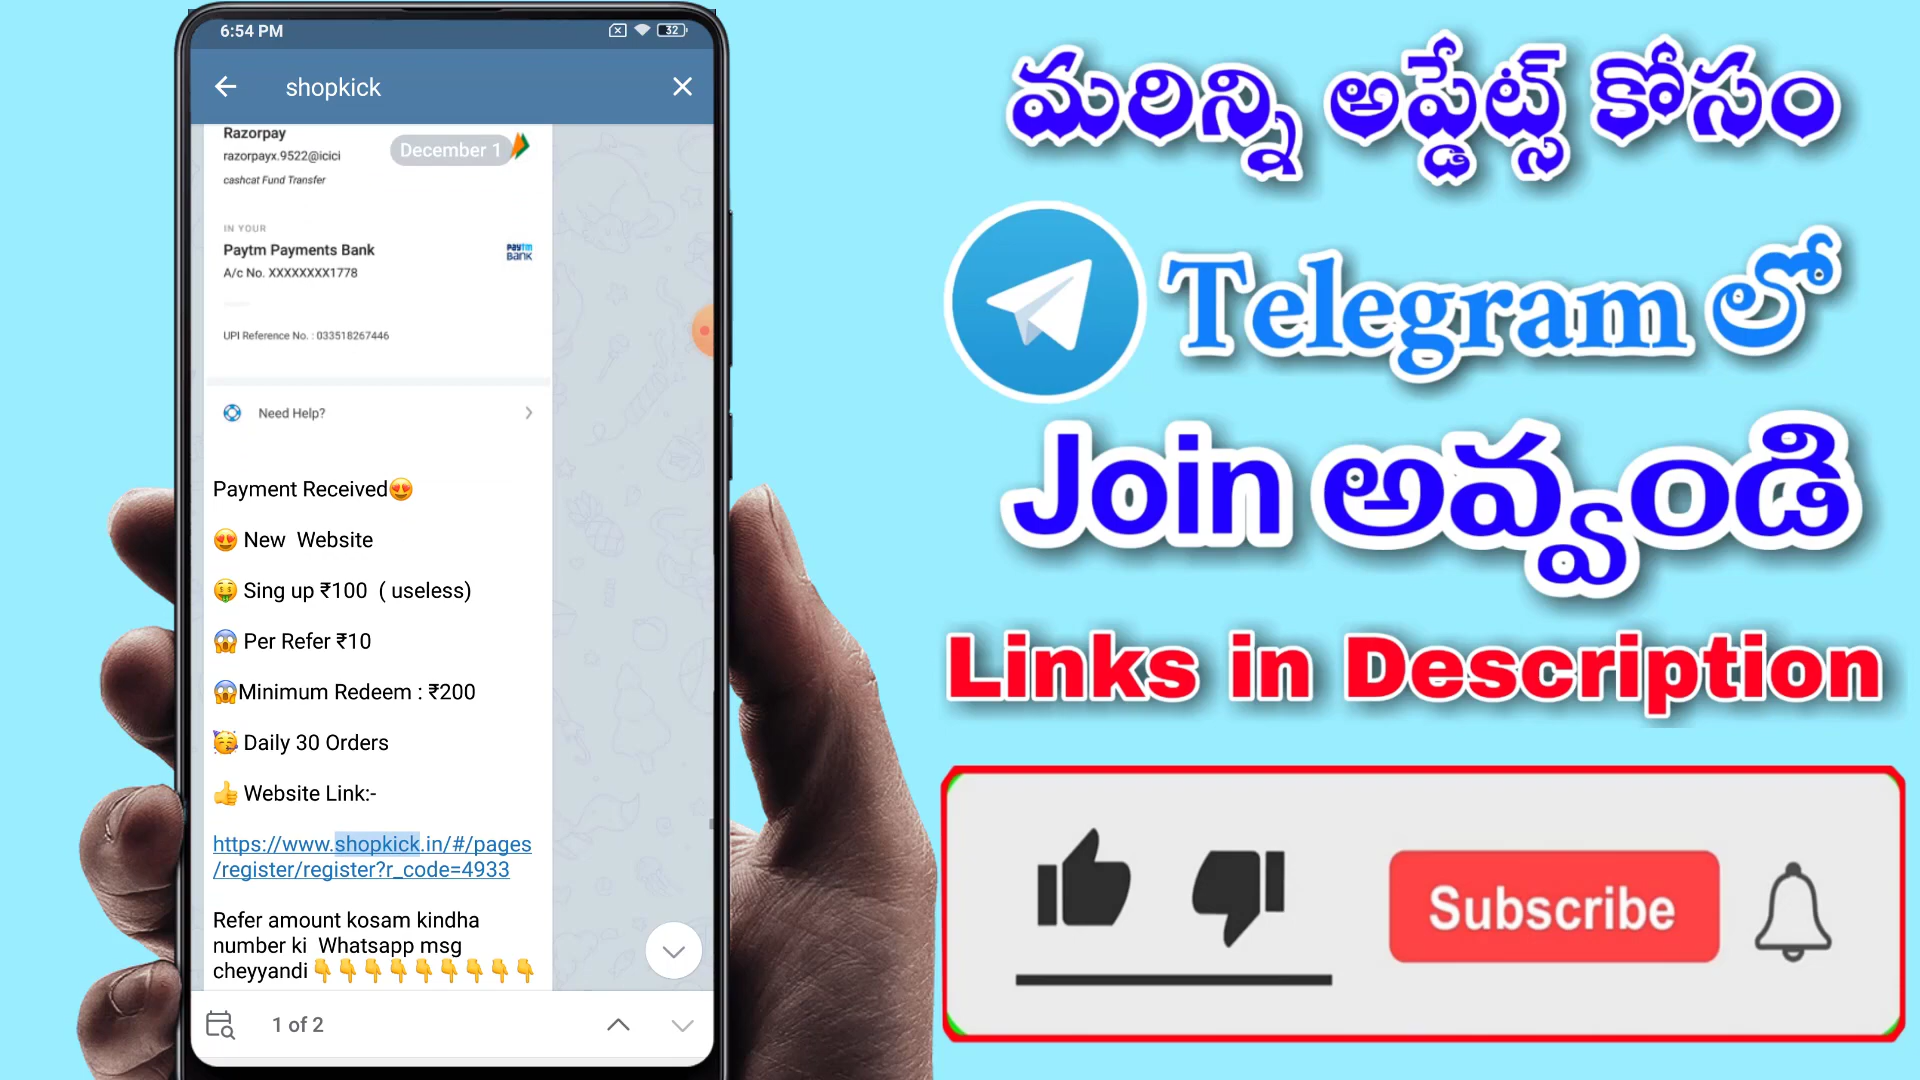 6:54 PM
32
shopkick
Razorpay
December 1
razorpayx.9522@icici
cashcat Fund Transfer
IN YOUR
Paytm Payments Bank
paytm
BANK
A/c No. XXXXXXXX1778
UPI Reference No. : 033518267446
Need Help?
Payment Received😍
😍 New Website
🤑 Sing up ₹100 ( useless)
😱 Per Refer ₹10
😱Minimum Redeem : ₹200
🥳 Daily 30 Orders
👍 Website Link:-
https://www.shopkick.in/#/pages
/register/register?r_code=4933
Refer amount kosam kindha
number ki Whatsapp msg
cheyyandi👇👇👇👇👇👇👇👇👇
1 of 2
మరిన్ని అప్డేట్స్ కోసం
Telegram లో
Join అవ్వండి
Links in Description
Subscribe